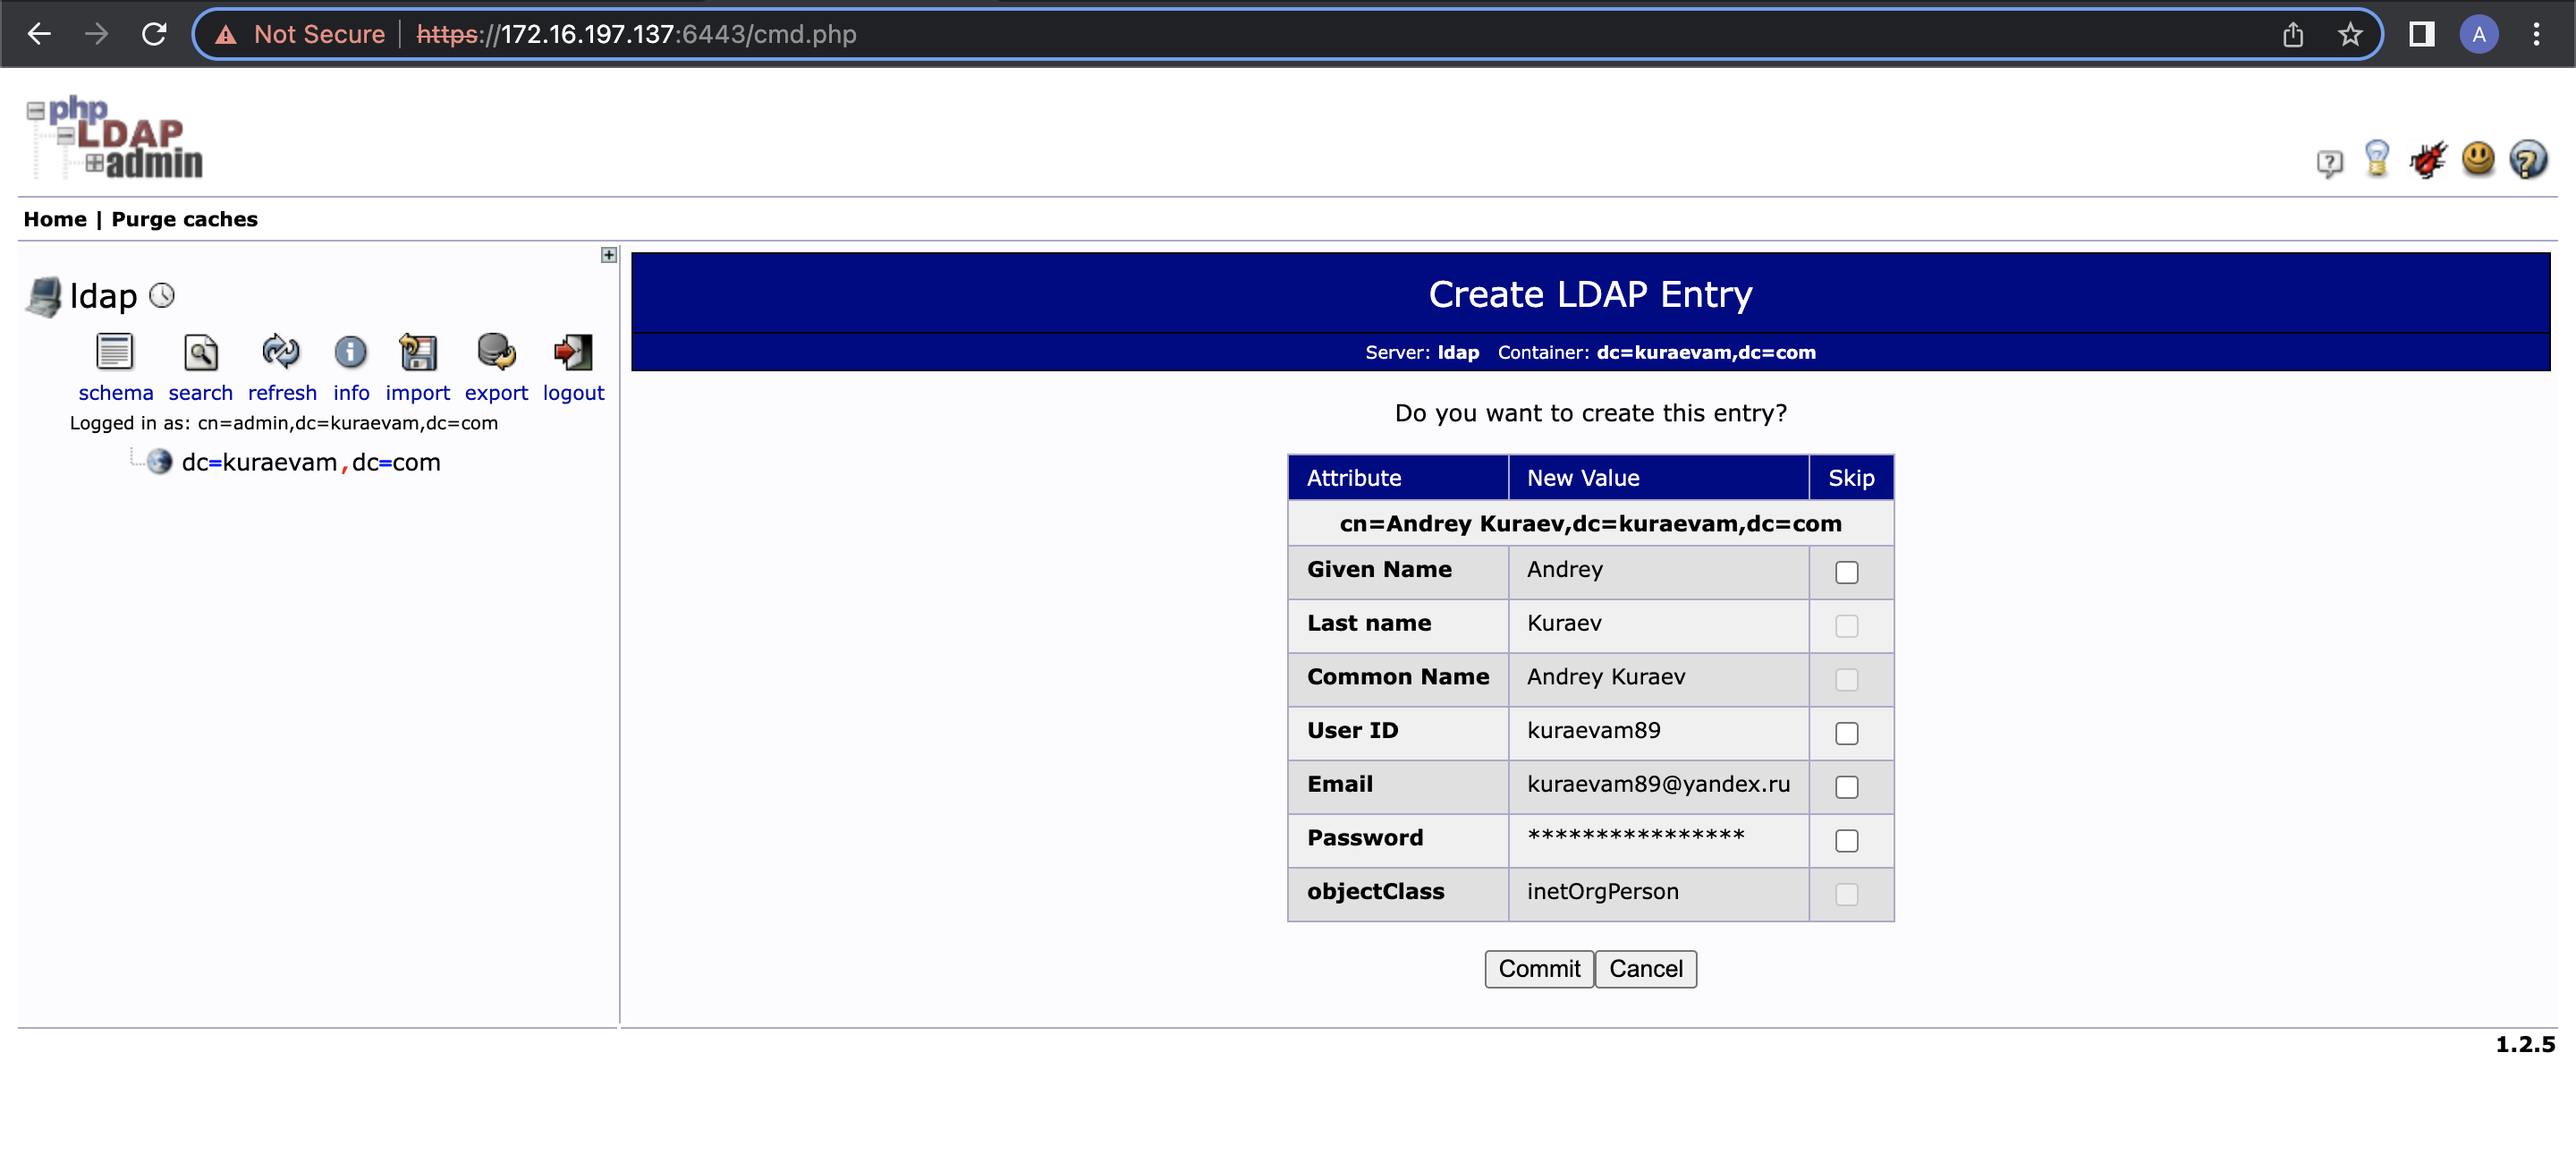 Not Secure | https://172.16.197.137:6443/cmd.php
A
php
LDAP
admin
Home | Purge caches
ldap
schema search refresh info import export logout
Logged in as: cn=admin,dc=kuraevam,dc=com
dc=kuraevam,dc=com
Create LDAP Entry
Server: ldap Container: dc=kuraevam,dc=com
Do you want to create this entry?
Attribute New Value Skip
cn=Andrey Kuraev,dc=kuraevam,dc=com
Given Name Andrey
Last name Kuraev
Common Name Andrey Kuraev
User ID kuraevam89
Email kuraevam89@yandex.ru
Password ****************
objectClass inetOrgPerson
Commit Cancel
1.2.5